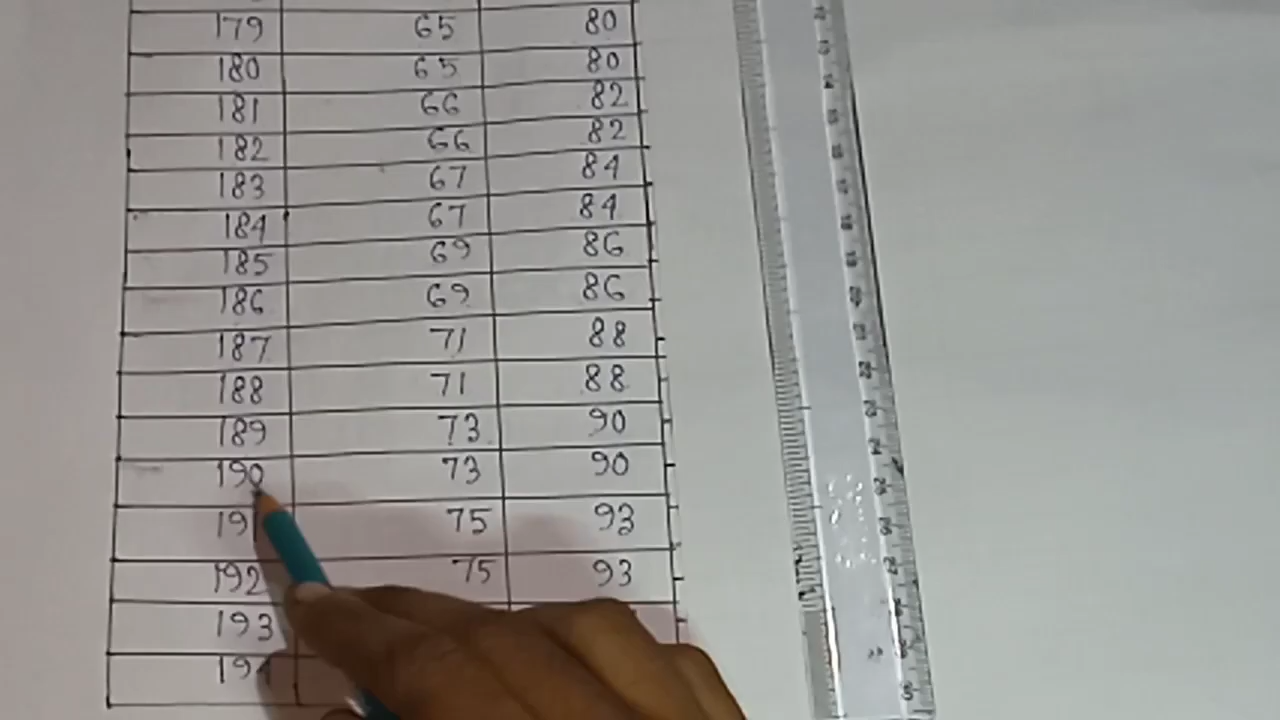 179 65 80
180 65 80
181 66 82
182 66 82
183 67 84
184 67 84
185 69 86
186 69 86
187 71 88
188 71 88
189 73 90
190 73 90
191 75 93
192 75 93
193
194